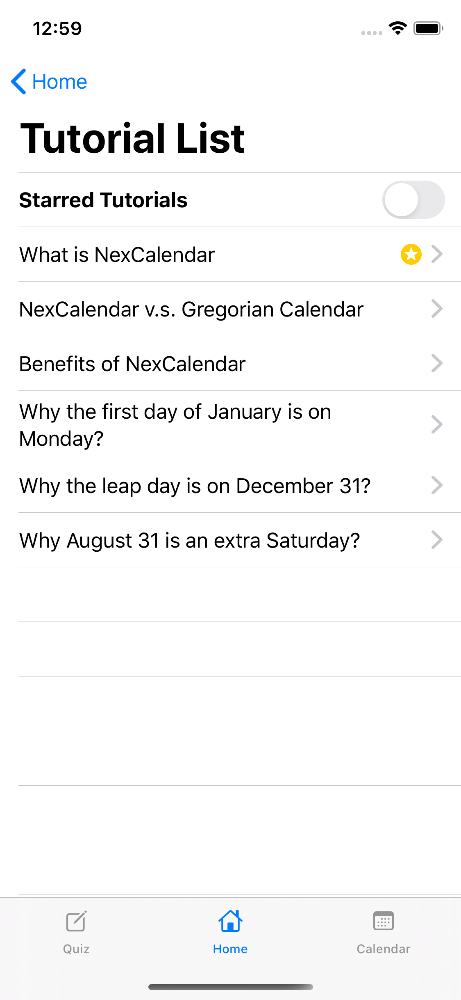 12:59
Home
Tutorial List
Starred Tutorials
What is NexCalendar
NexCalendar v.s. Gregorian Calendar
Benefits of NexCalendar
Why the first day of January is on
Monday?
Why the leap day is on December 31?
Why August 31 is an extra Saturday?
Quiz
Home
Calendar